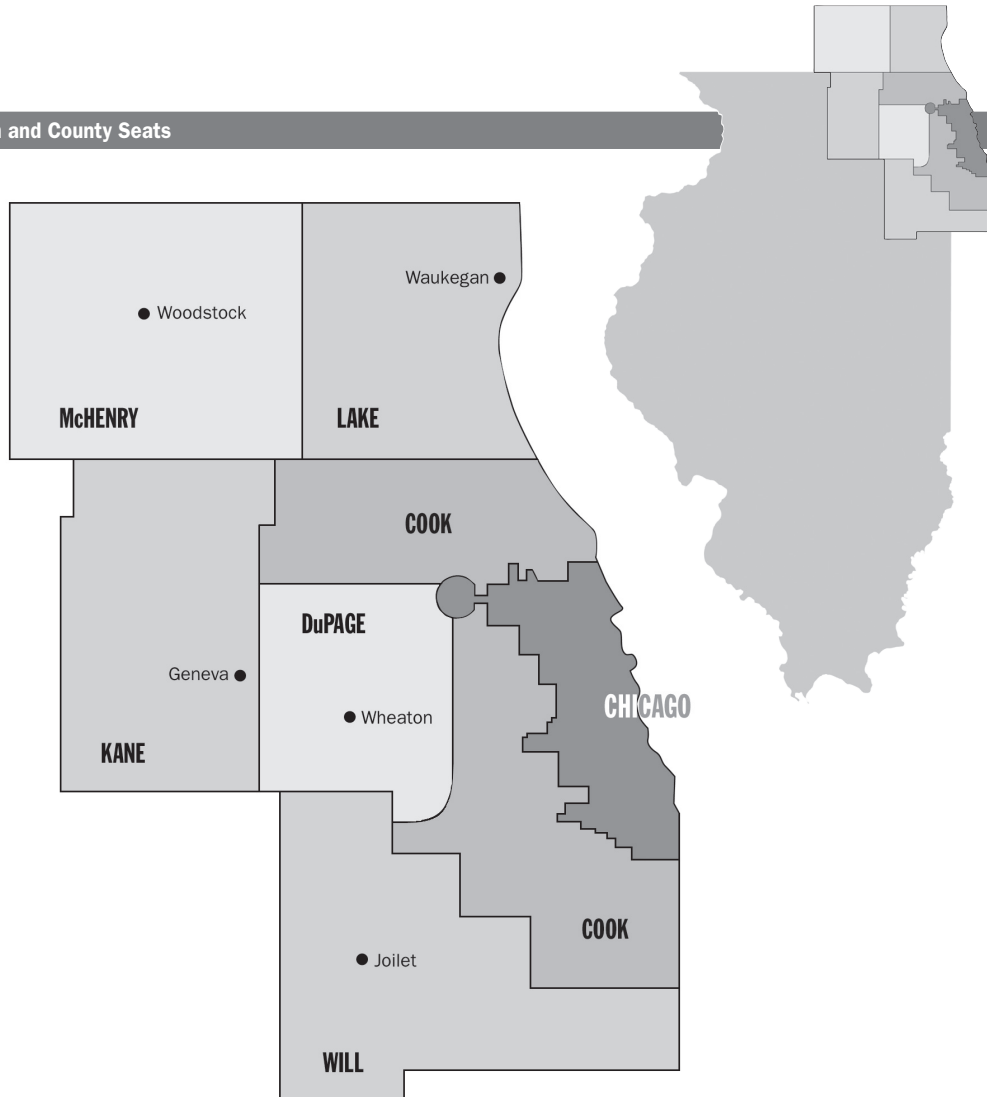 and County Seats
Waukegan
Woodstock
McHENRY
LAKE
COOK
DuPAGE
Geneva
CHICAGO
Wheaton
KANE
COOK
Joilet
WILL